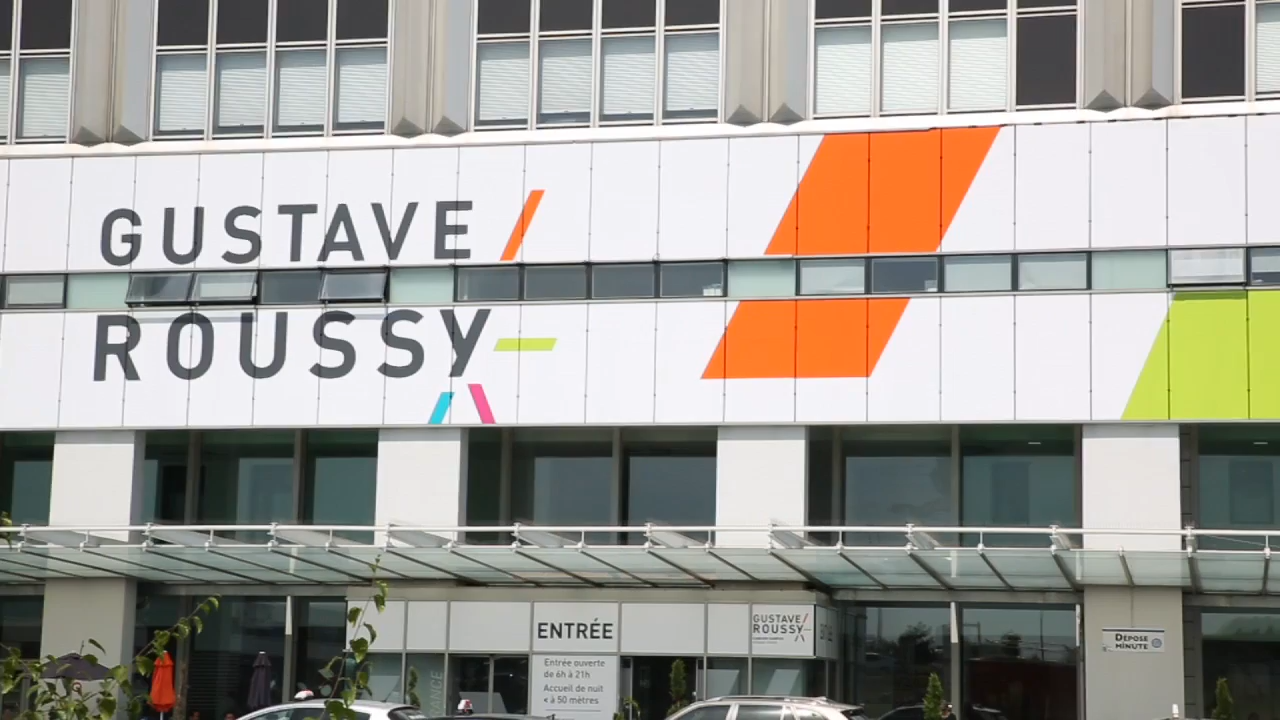 GUSTAVE
ROUSSY
ENTRÉE
GUSTAVE
ROUSSY
DÉPOSE
MINUTE
Entrée ouverte
de 6h à 21h
Accueil de nuit
à 50 mètres